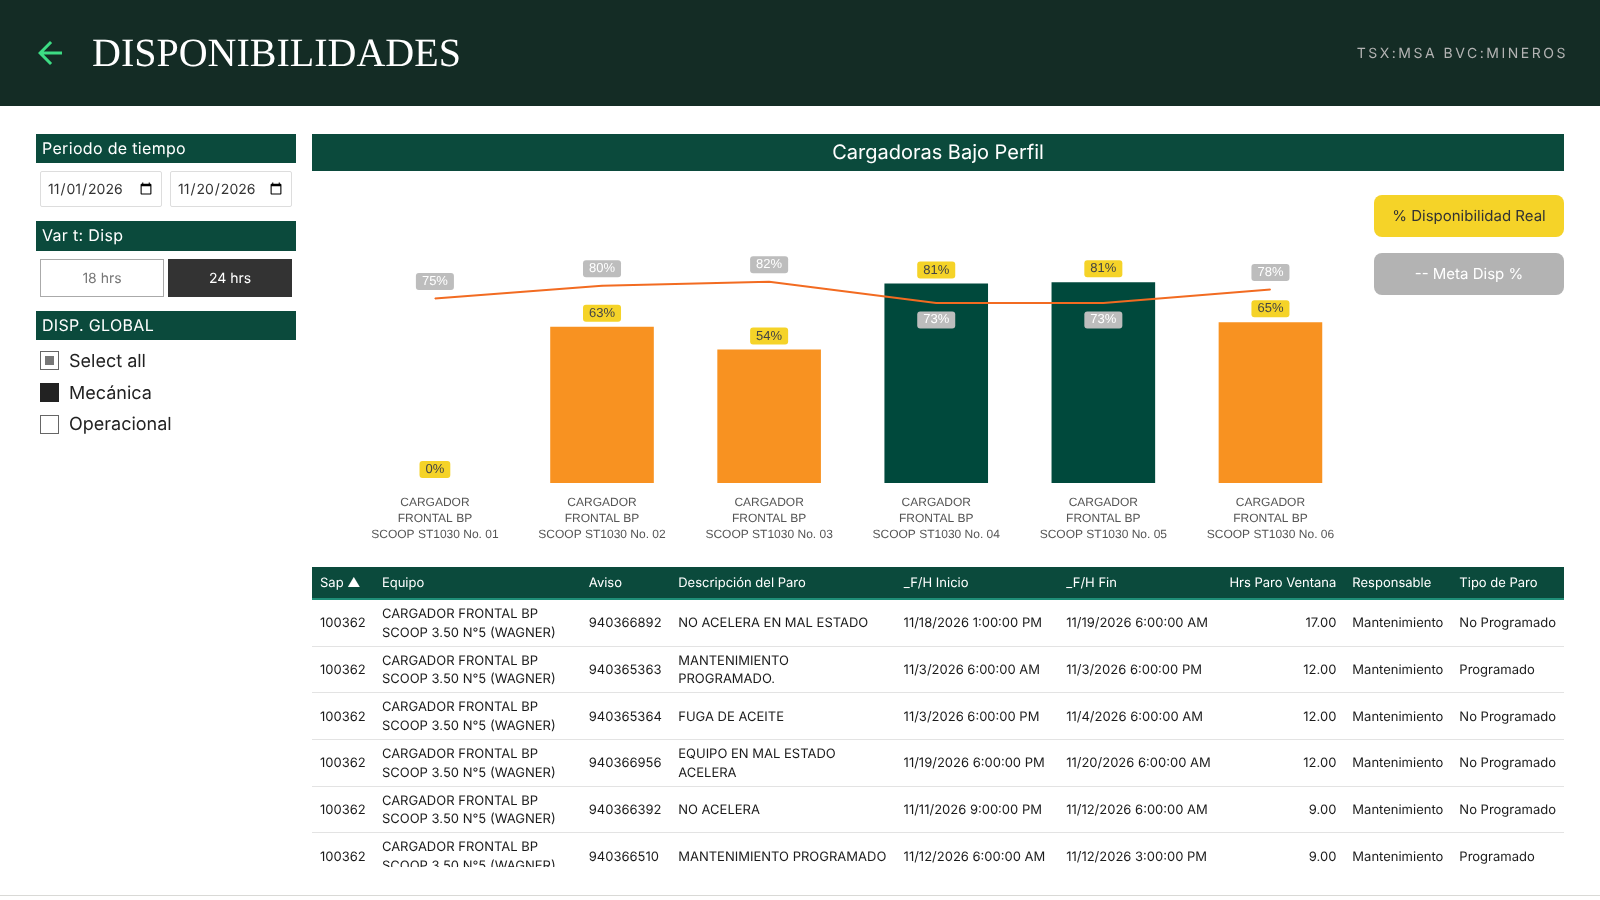 DISPONIBILIDADES
TSX:MSA BVC:MINEROS
Periodo de tiempo
11/01/2026
11/20/2026
Var t: Disp
18 hrs
24 hrs
DISP. GLOBAL
Select all
Mecánica
Operacional
Cargadoras Bajo Perfil
% Disponibilidad Real
-- Meta Disp %
75%
80%
82%
81%
81%
78%
63%
54%
73%
73%
65%
0%
CARGADOR
FRONTAL BP
SCOOP ST1030 No. 01
CARGADOR
FRONTAL BP
SCOOP ST1030 No. 02
CARGADOR
FRONTAL BP
SCOOP ST1030 No. 03
CARGADOR
FRONTAL BP
SCOOP ST1030 No. 04
CARGADOR
FRONTAL BP
SCOOP ST1030 No. 05
CARGADOR
FRONTAL BP
SCOOP ST1030 No. 06
Sap ▲ Equipo Aviso Descripción del Paro _F/H Inicio _F/H Fin Hrs Paro Ventana Responsable Tipo de Paro
100362 CARGADOR FRONTAL BP
SCOOP 3.50 N°5 (WAGNER) 940366892 NO ACELERA EN MAL ESTADO 11/18/2026 1:00:00 PM 11/19/2026 6:00:00 AM 17.00 Mantenimiento No Programado
100362 CARGADOR FRONTAL BP
SCOOP 3.50 N°5 (WAGNER) 940365363 MANTENIMIENTO
PROGRAMADO. 11/3/2026 6:00:00 AM 11/3/2026 6:00:00 PM 12.00 Mantenimiento Programado
100362 CARGADOR FRONTAL BP
SCOOP 3.50 N°5 (WAGNER) 940365364 FUGA DE ACEITE 11/3/2026 6:00:00 PM 11/4/2026 6:00:00 AM 12.00 Mantenimiento No Programado
100362 CARGADOR FRONTAL BP
SCOOP 3.50 N°5 (WAGNER) 940366956 EQUIPO EN MAL ESTADO
ACELERA 11/19/2026 6:00:00 PM 11/20/2026 6:00:00 AM 12.00 Mantenimiento No Programado
100362 CARGADOR FRONTAL BP
SCOOP 3.50 N°5 (WAGNER) 940366392 NO ACELERA 11/11/2026 9:00:00 PM 11/12/2026 6:00:00 AM 9.00 Mantenimiento No Programado
100362 CARGADOR FRONTAL BP
SCOOP 3.50 N°5 (WAGNER) 940366510 MANTENIMIENTO PROGRAMADO 11/12/2026 6:00:00 AM 11/12/2026 3:00:00 PM 9.00 Mantenimiento Programado